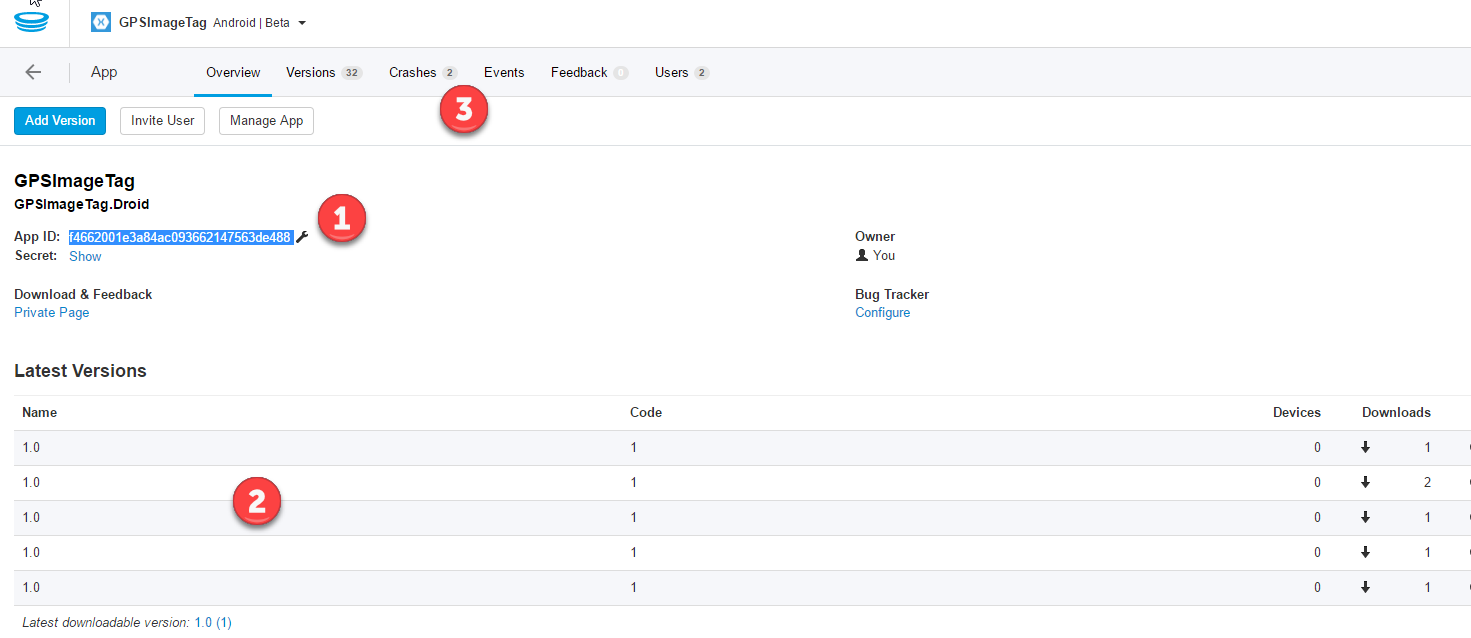 GPSImageTag Android | Beta
App Overview Versions 32 Crashes 2 Events Feedback 0 Users 2
3
Add Version Invite User Manage App
GPSImageTag
GPSImageTag.Droid
1
App ID: f4662001e3a84ac093662147563de488
Secret: Show
Owner
You
Download & Feedback
Private Page
Bug Tracker
Configure
Latest Versions
Name Code Devices Downloads
1.0 1 0 1
1.0 1 0 2
2
1.0 1 0 1
1.0 1 0 1
1.0 1 0 1
Latest downloadable version: 1.0 (1)